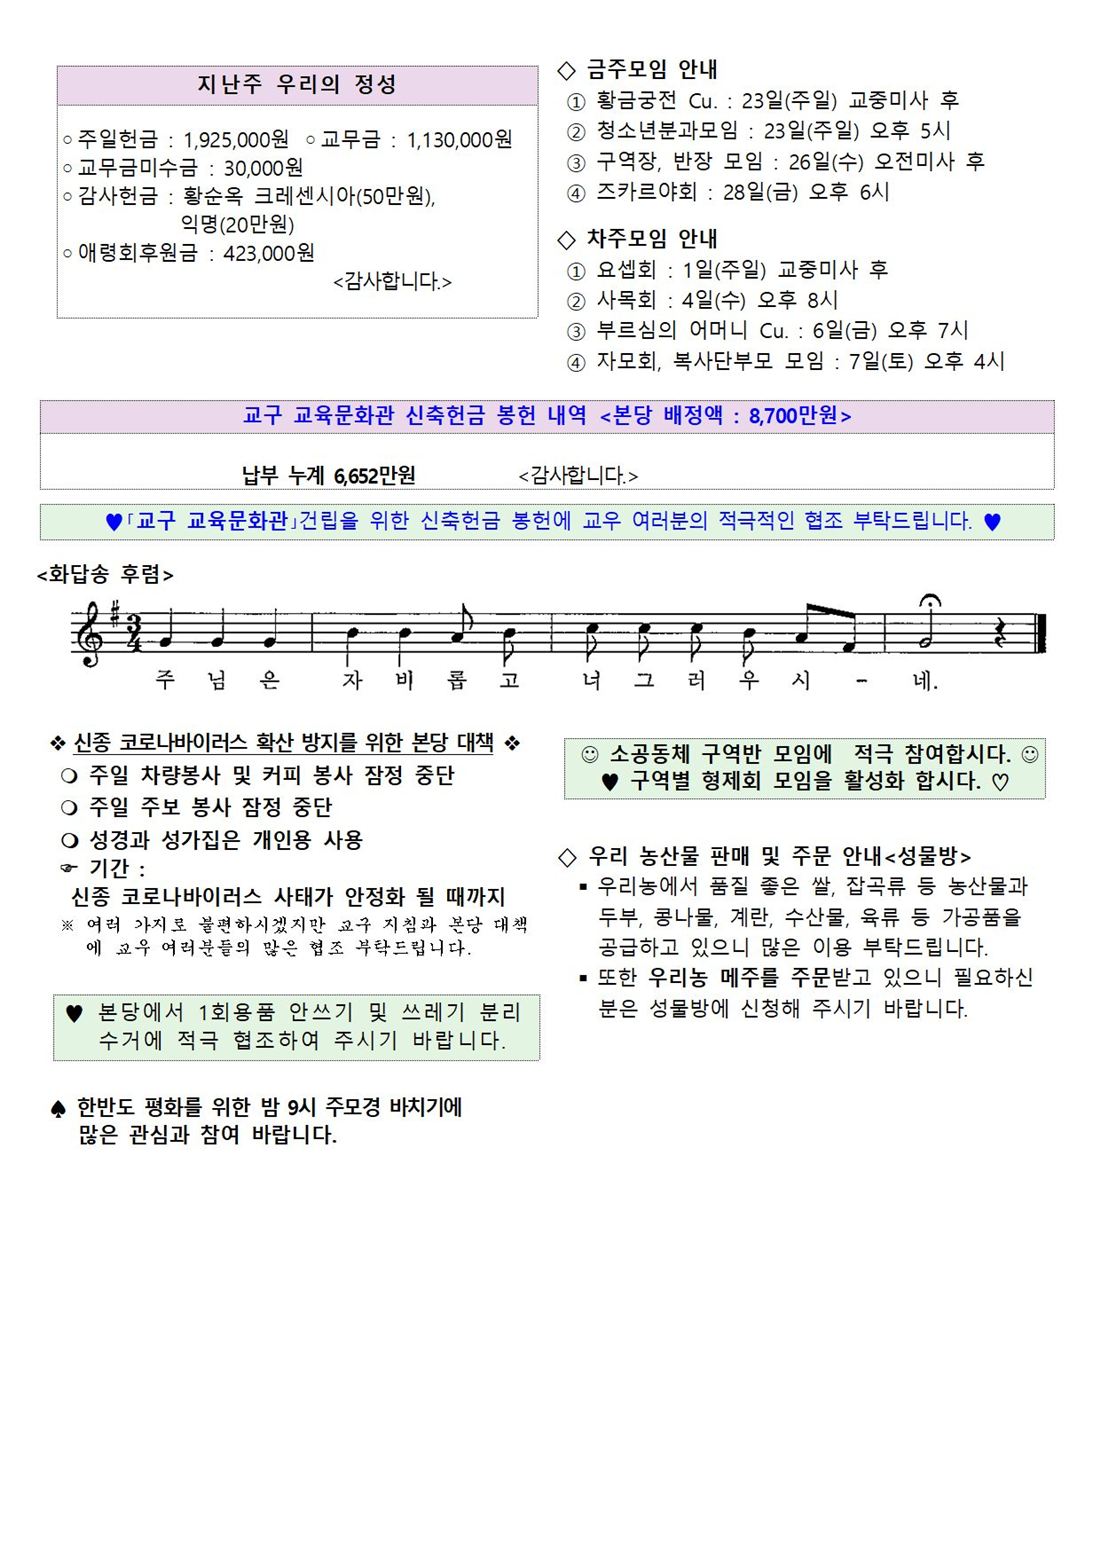 지난주 우리의 정성
○ 주일헌금 : 1,925,000원 ○ 교무금 : 1,130,000원
○ 교무금미수금 : 30,000원
○ 감사헌금 : 황순옥 크레센시아(50만원),
익명(20만원)
○ 애령회후원금 : 423,000원
<감사합니다.>
◇ 금주모임 안내
① 황금궁전 Cu. : 23일(주일) 교중미사 후
② 청소년분과모임 : 23일(주일) 오후 5시
③ 구역장, 반장 모임 : 26일(수) 오전미사 후
④ 즈카르야회 : 28일(금) 오후 6시
◇ 차주모임 안내
① 요셉회 : 1일(주일) 교중미사 후
② 사목회 : 4일(수) 오후 8시
③ 부르심의 어머니 Cu. : 6일(금) 오후 7시
④ 자모회, 복사단부모 모임 : 7일(토) 오후 4시
교구 교육문화관 신축헌금 봉헌 내역 <본당 배정액 : 8,700만원>
납부 누계 6,652만원 <감사합니다.>
♥「교구 교육문화관」건립을 위한 신축헌금 봉헌에 교우 여러분의 적극적인 협조 부탁드립니다. ♥
<화답송 후렴>
3
4
주 님 은 자 비 롭 고 너 그 러 우 시 - 네.
❖ 신종 코로나바이러스 확산 방지를 위한 본당 대책 ❖
❍ 주일 차량봉사 및 커피 봉사 잠정 중단
❍ 주일 주보 봉사 잠정 중단
❍ 성경과 성가집은 개인용 사용
☞ 기간 :
신종 코로나바이러스 사태가 안정화 될 때까지
※ 여러 가지로 불편하시겠지만 교구 지침과 본당 대책
에 교우 여러분들의 많은 협조 부탁드립니다.
♥ 본당에서 1회용품 안쓰기 및 쓰레기 분리
수거에 적극 협조하여 주시기 바랍니다.
♠ 한반도 평화를 위한 밤 9시 주모경 바치기에
많은 관심과 참여 바랍니다.
☺ 소공동체 구역반 모임에 적극 참여합시다. ☺
♥ 구역별 형제회 모임을 활성화 합시다. ♡
◇ 우리 농산물 판매 및 주문 안내<성물방>
▪ 우리농에서 품질 좋은 쌀, 잡곡류 등 농산물과
두부, 콩나물, 계란, 수산물, 육류 등 가공품을
공급하고 있으니 많은 이용 부탁드립니다.
▪ 또한 우리농 메주를 주문받고 있으니 필요하신
분은 성물방에 신청해 주시기 바랍니다.